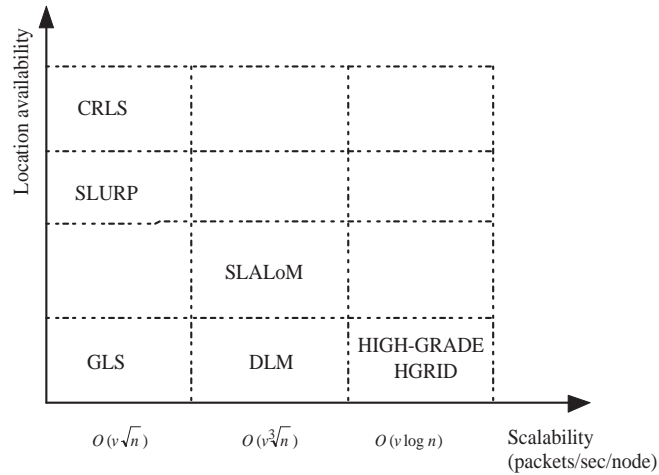 Location availability
CRLS
SLURP
SLALoM
GLS
DLM
HIGH-GRADE
HGRID
O(v√n)
O(v∛n)
O(v log n)
Scalability
(packets/sec/node)